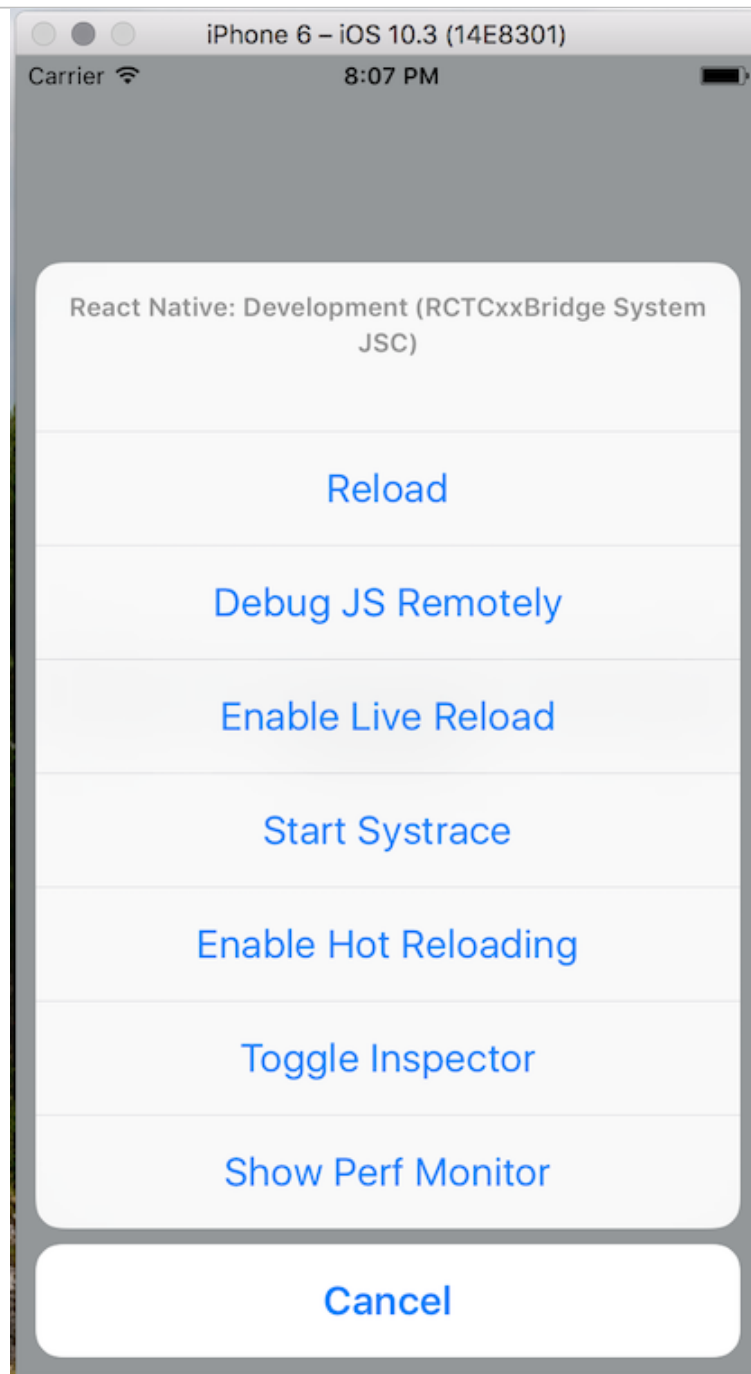 iPhone 6 – iOS 10.3 (14E8301)
Carrier 8:07 PM
React Native: Development (RCTCxxBridge System
JSC)
Reload
Debug JS Remotely
Enable Live Reload
Start Systrace
Enable Hot Reloading
Toggle Inspector
Show Perf Monitor
Cancel